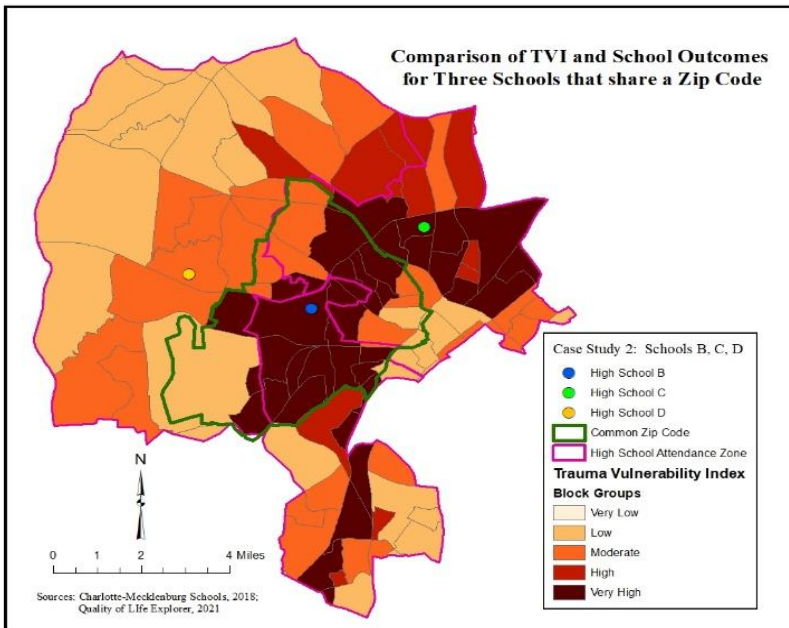 Comparison of TVI and School Outcomes
for Three Schools that share a Zip Code
Case Study 2: Schools B, C, D
High School B
High School C
High School D
Common Zip Code
High School Attendance Zone
Trauma Vulnerability Index
Block Groups
Very Low
Low
Moderate
High
Very High
N
0 1 2 4 Miles
Sources: Charlotte-Mecklenburg Schools, 2018;
Quality of LIfe Explorer, 2021